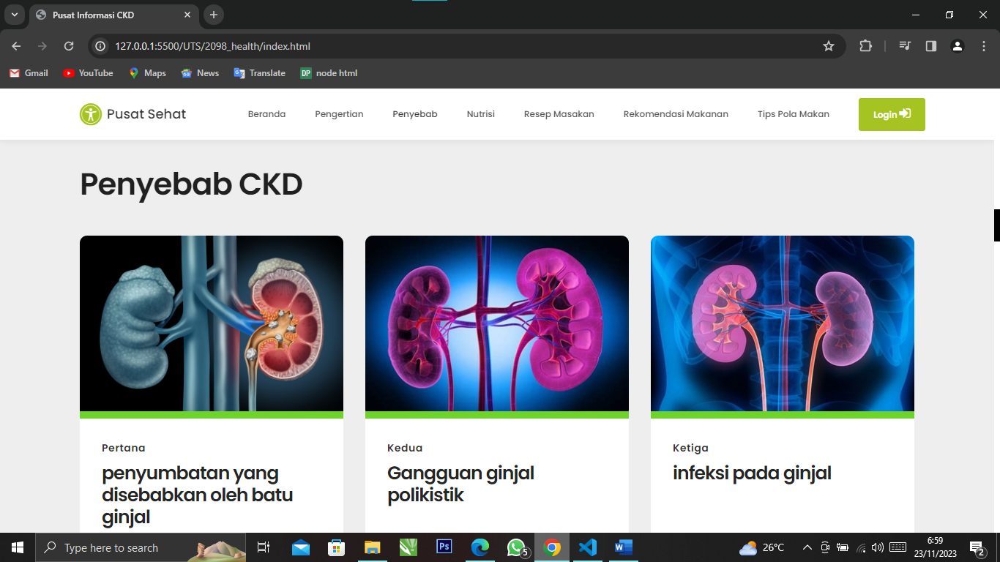 Pusat Informasi CKD
127.0.0.1:5500/UTS/2098_health/index.html
Gmail
YouTube
Maps
News
Translate
DP
node html
Pusat Sehat
Beranda
Pengertian
Penyebab
Nutrisi
Resep Masakan
Rekomendasi Makanan
Tips Pola Makan
Login
Penyebab CKD
Pertana
penyumbatan yang
disebabkan oleh batu
ginjal
Kedua
Gangguan ginjal
polikistik
Ketiga
infeksi pada ginjal
Type here to search
Ps
5
W
26°C
6:59
23/11/2023
2